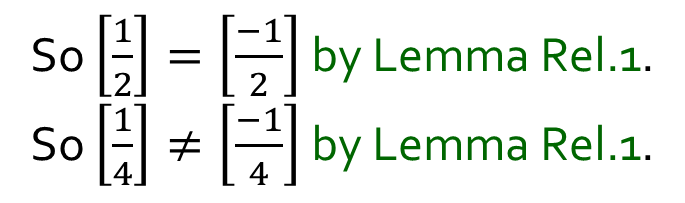 So [1/2] = [-1/2] by Lemma Rel.1.
So [1/4] ≠ [-1/4] by Lemma Rel.1.